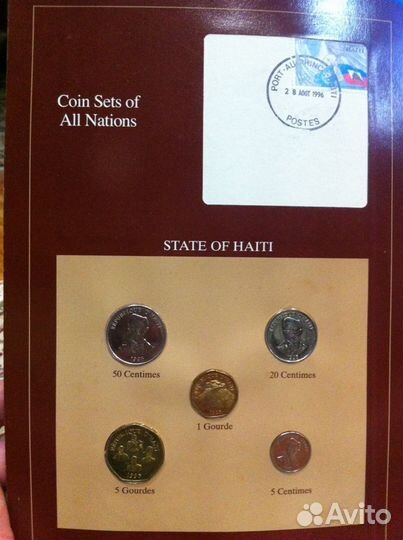 Coin Sets of
All Nations
PORT-AU-PRINCE
28 AOUT 1996
POSTES
STATE OF HAITI
50 Centimes
20 Centimes
1 Gourde
5 Gourdes
5 Centimes
Avito